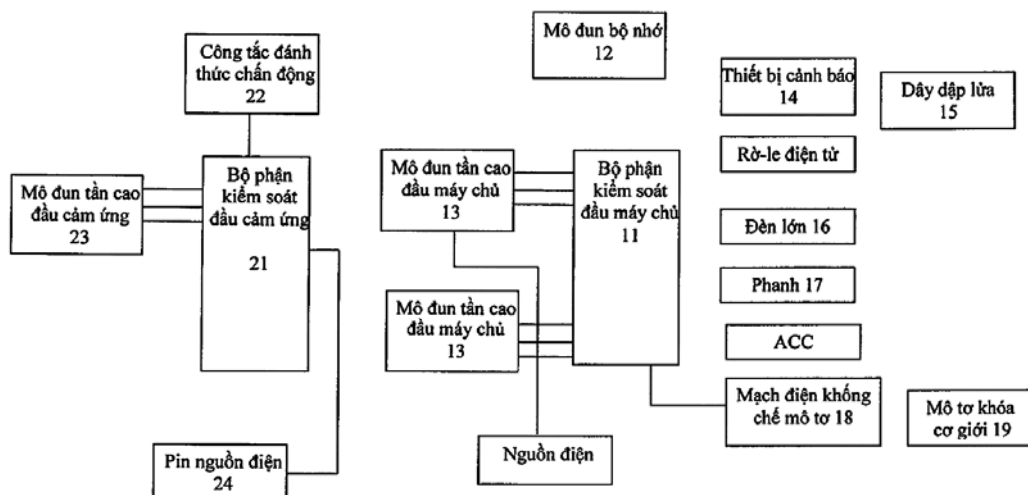 Công tắc đánh
thức chấn động
22
Mô đun tần cao
đầu cảm ứng
23
Bộ phận
kiểm soát
đầu cảm ứng
21
Pin nguồn điện
24
Mô đun bộ nhớ
12
Mô đun tần cao
đầu máy chủ
13
Bộ phận
kiểm soát
đầu máy chủ
11
Mô đun tần cao
đầu máy chủ
13
Nguồn điện
Thiết bị cảnh báo
14
Dây dập lửa
15
Rờ-le điện tử
Đèn lớn 16
Phanh 17
ACC
Mạch điện khống
chế mô tơ 18
Mô tơ khóa
cơ giới 19